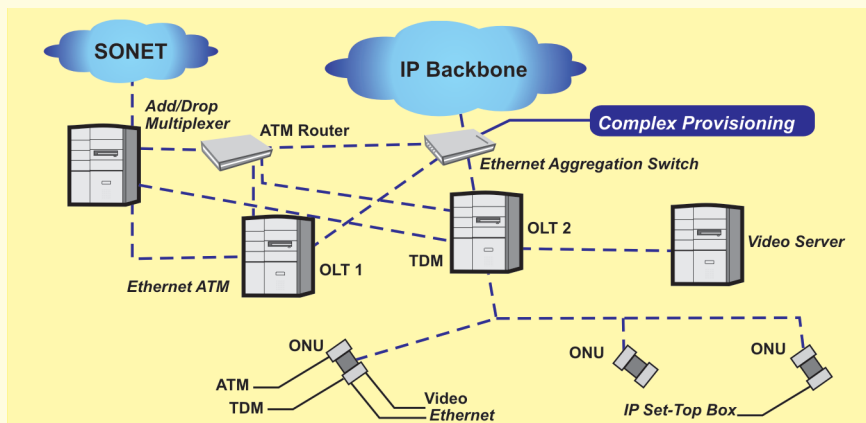 SONET
IP Backbone
Add/Drop
Multiplexer
ATM Router
Complex Provisioning
Ethernet Aggregation Switch
OLT 2
TDM
Video Server
OLT 1
Ethernet ATM
ONU
ONU
ONU
ATM
TDM
Video
Ethernet
IP Set-Top Box